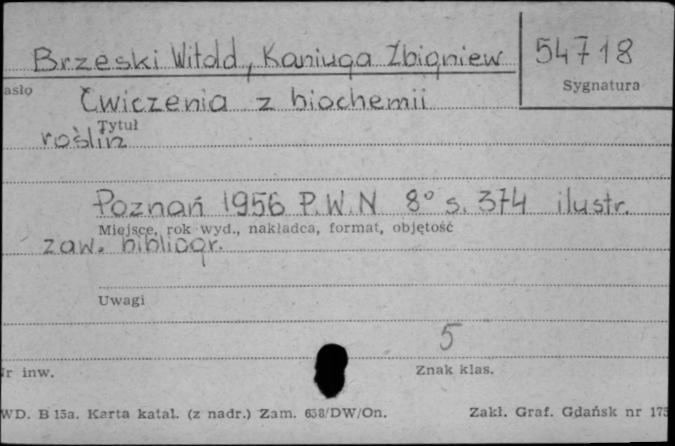 Brzeski Witold, Kaniuga Zbigniew 54718
asło Sygnatura
Ćwiczenia z biochemii
Tytuł
roślin
Poznań 1956 P.W.N 8° s. 374 ilustr.
Miejsce, rok wyd., nakładca, format, objętość
zaw. bibliogr.
Uwagi
5
Nr inw. Znak klas.
WD. B 15a. Karta katal. (z nadr.) Zam. 658/DW/On. Zakł. Graf. Gdańsk nr 175